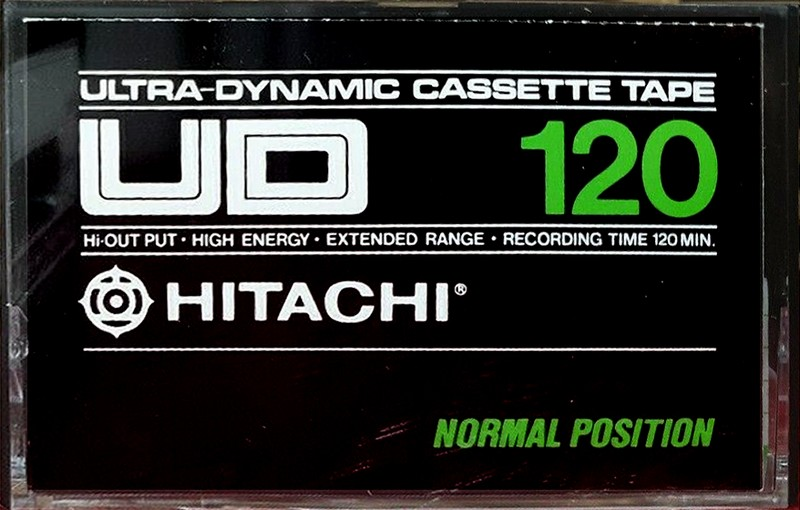 ULTRA-DYNAMIC CASSETTE TAPE
UD 120
Hi-OUT PUT · HIGH ENERGY · EXTENDED RANGE · RECORDING TIME 120 MIN.
HITACHI®
NORMAL POSITION